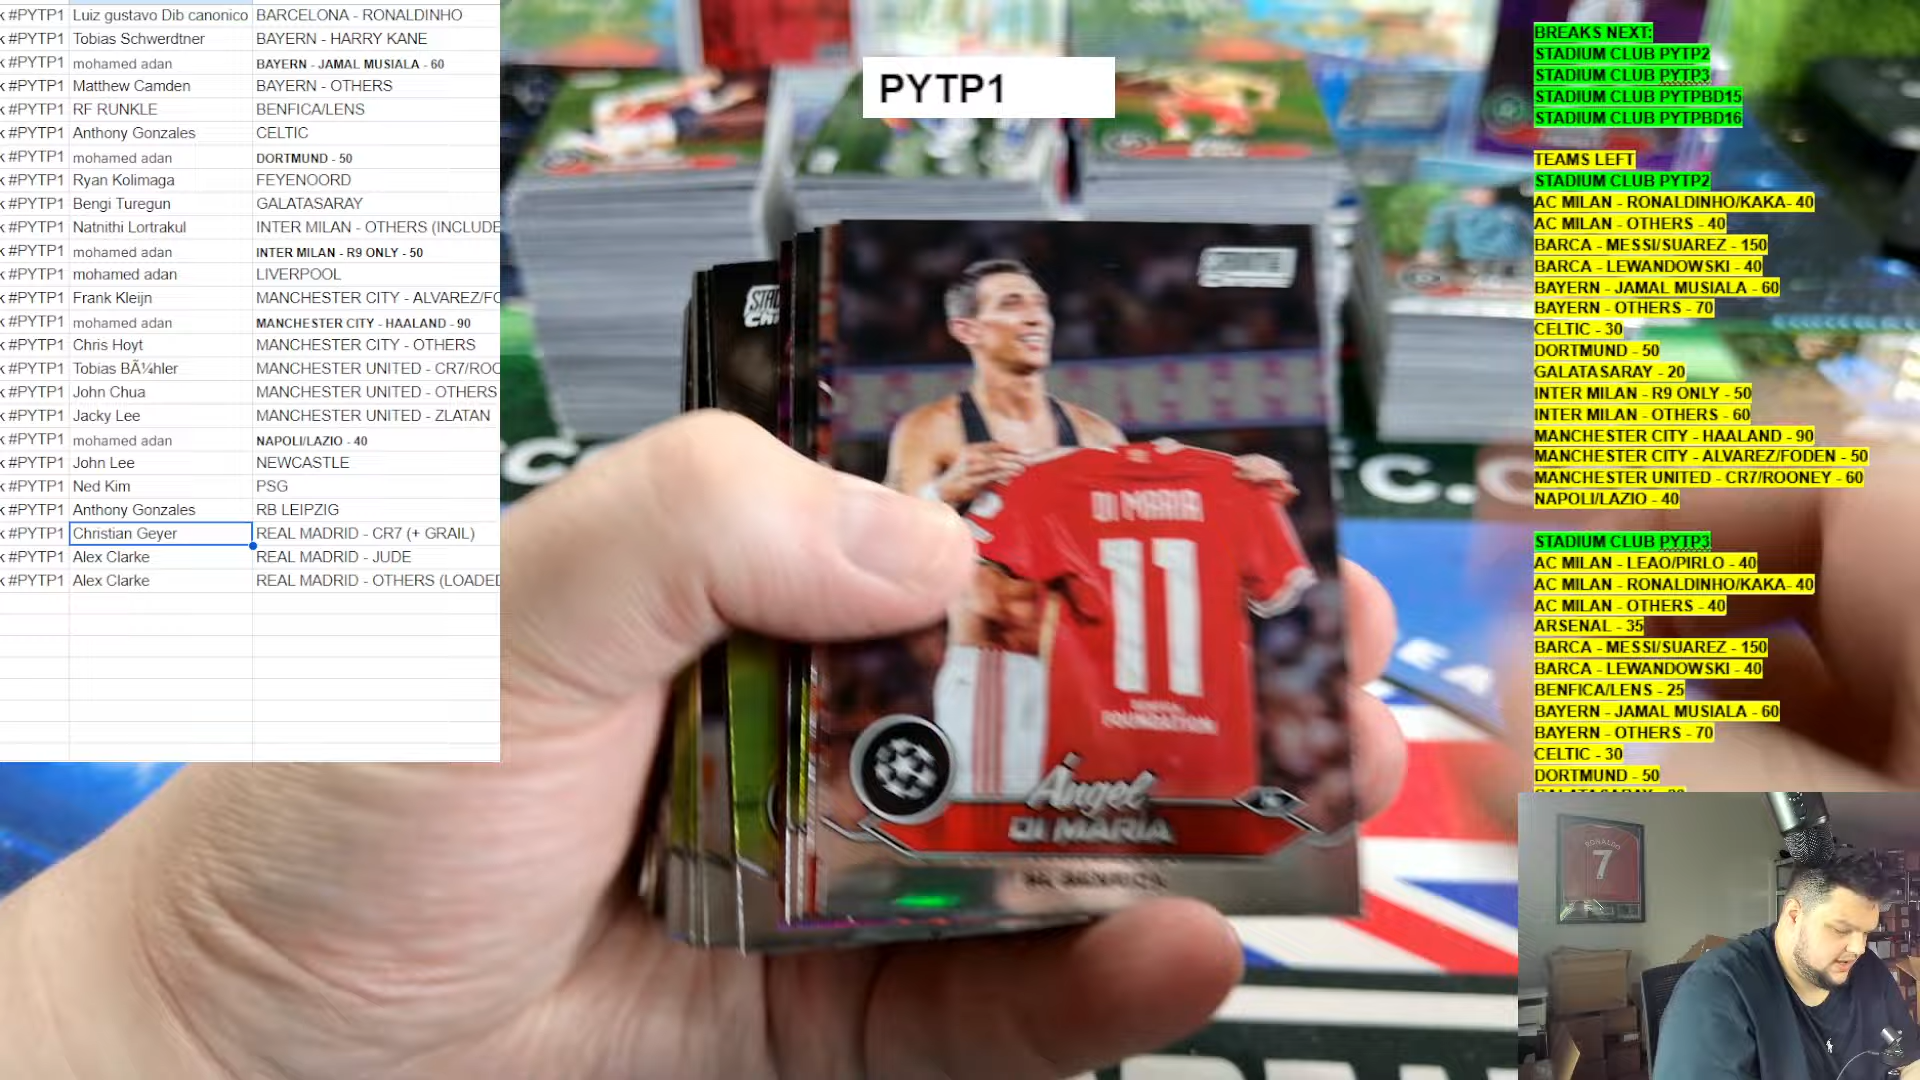 k #PYTP1 Luiz gustavo Dib canonico BARCELONA - RONALDINHO
k #PYTP1 Tobias Schwerdtner BAYERN - HARRY KANE
k #PYTP1 mohamed adan BAYERN - JAMAL MUSIALA - 60
k #PYTP1 Matthew Camden BAYERN - OTHERS
k #PYTP1 RF RUNKLE BENFICA/LENS
k #PYTP1 Anthony Gonzales CELTIC
k #PYTP1 mohamed adan DORTMUND - 50
k #PYTP1 Ryan Kolimaga FEYENOORD
k #PYTP1 Bengi Turegun GALATASARAY
k #PYTP1 Natnithi Lortrakul INTER MILAN - OTHERS (INCLUDE
k #PYTP1 mohamed adan INTER MILAN - R9 ONLY - 50
k #PYTP1 mohamed adan LIVERPOOL
k #PYTP1 Frank Kleijn MANCHESTER CITY - ALVAREZ/FO
k #PYTP1 mohamed adan MANCHESTER CITY - HAALAND - 90
k #PYTP1 Chris Hoyt MANCHESTER CITY - OTHERS
k #PYTP1 Tobias BÃ¼hler MANCHESTER UNITED - CR7/ROO
k #PYTP1 John Chua MANCHESTER UNITED - OTHERS
k #PYTP1 Jacky Lee MANCHESTER UNITED - ZLATAN
k #PYTP1 mohamed adan NAPOLI/LAZIO - 40
k #PYTP1 John Lee NEWCASTLE
k #PYTP1 Ned Kim PSG
k #PYTP1 Anthony Gonzales RB LEIPZIG
k #PYTP1 Christian Geyer REAL MADRID - CR7 (+ GRAIL)
k #PYTP1 Alex Clarke REAL MADRID - JUDE
k #PYTP1 Alex Clarke REAL MADRID - OTHERS (LOADED
PYTP1
DI MARIA
11
FOUNDATION
Ángel
DI MARÍA
SL BENFICA
BREAKS NEXT:
STADIUM CLUB PYTP2
STADIUM CLUB PYTP3
STADIUM CLUB PYTPBD15
STADIUM CLUB PYTPBD16
TEAMS LEFT
STADIUM CLUB PYTP2
AC MILAN - RONALDINHO/KAKA- 40
AC MILAN - OTHERS - 40
BARCA - MESSI/SUAREZ - 150
BARCA - LEWANDOWSKI - 40
BAYERN - JAMAL MUSIALA - 60
BAYERN - OTHERS - 70
CELTIC - 30
DORTMUND - 50
GALATASARAY - 20
INTER MILAN - R9 ONLY - 50
INTER MILAN - OTHERS - 60
MANCHESTER CITY - HAALAND - 90
MANCHESTER CITY - ALVAREZ/FODEN - 50
MANCHESTER UNITED - CR7/ROONEY - 60
NAPOLI/LAZIO - 40
STADIUM CLUB PYTP3
AC MILAN - LEAO/PIRLO - 40
AC MILAN - RONALDINHO/KAKA- 40
AC MILAN - OTHERS - 40
ARSENAL - 35
BARCA - MESSI/SUAREZ - 150
BARCA - LEWANDOWSKI - 40
BENFICA/LENS - 25
BAYERN - JAMAL MUSIALA - 60
BAYERN - OTHERS - 70
CELTIC - 30
DORTMUND - 50
RONALDO
7